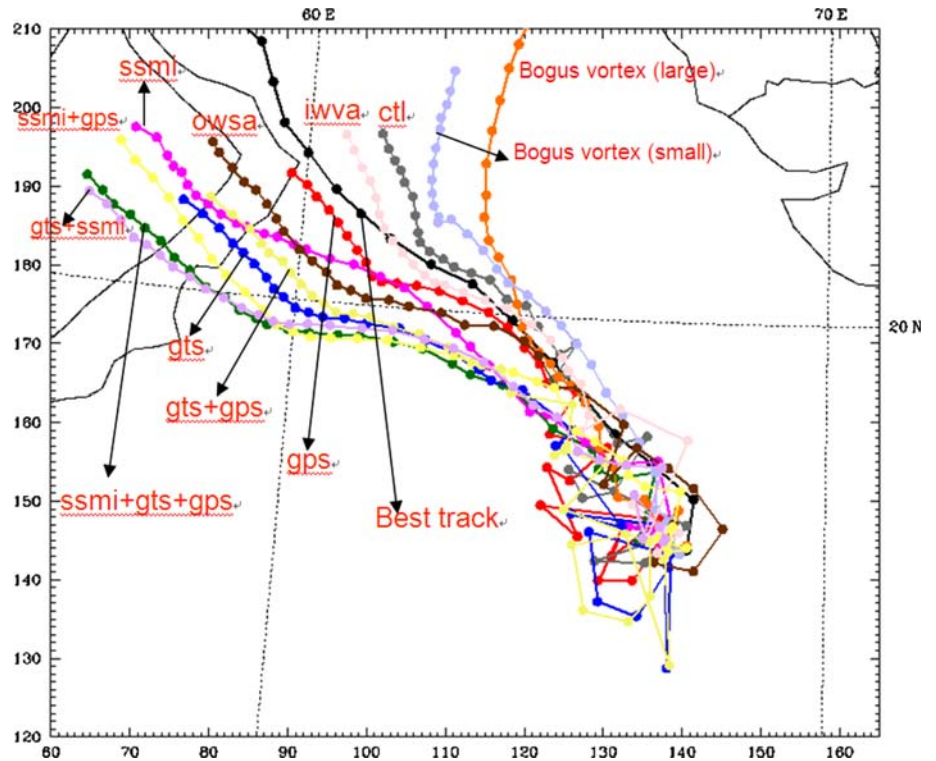 60 E
70 E
210
ssmi
Bogus vortex (large)
200
ssmi+gps
owsa
iwva
ctl
Bogus vortex (small)
190
gts+ssmi
180
20 N
170
gts
gts+gps
160
gps
ssmi+gts+gps
Best track
150
140
130
120
60 70 80 90 100 110 120 130 140 150 160